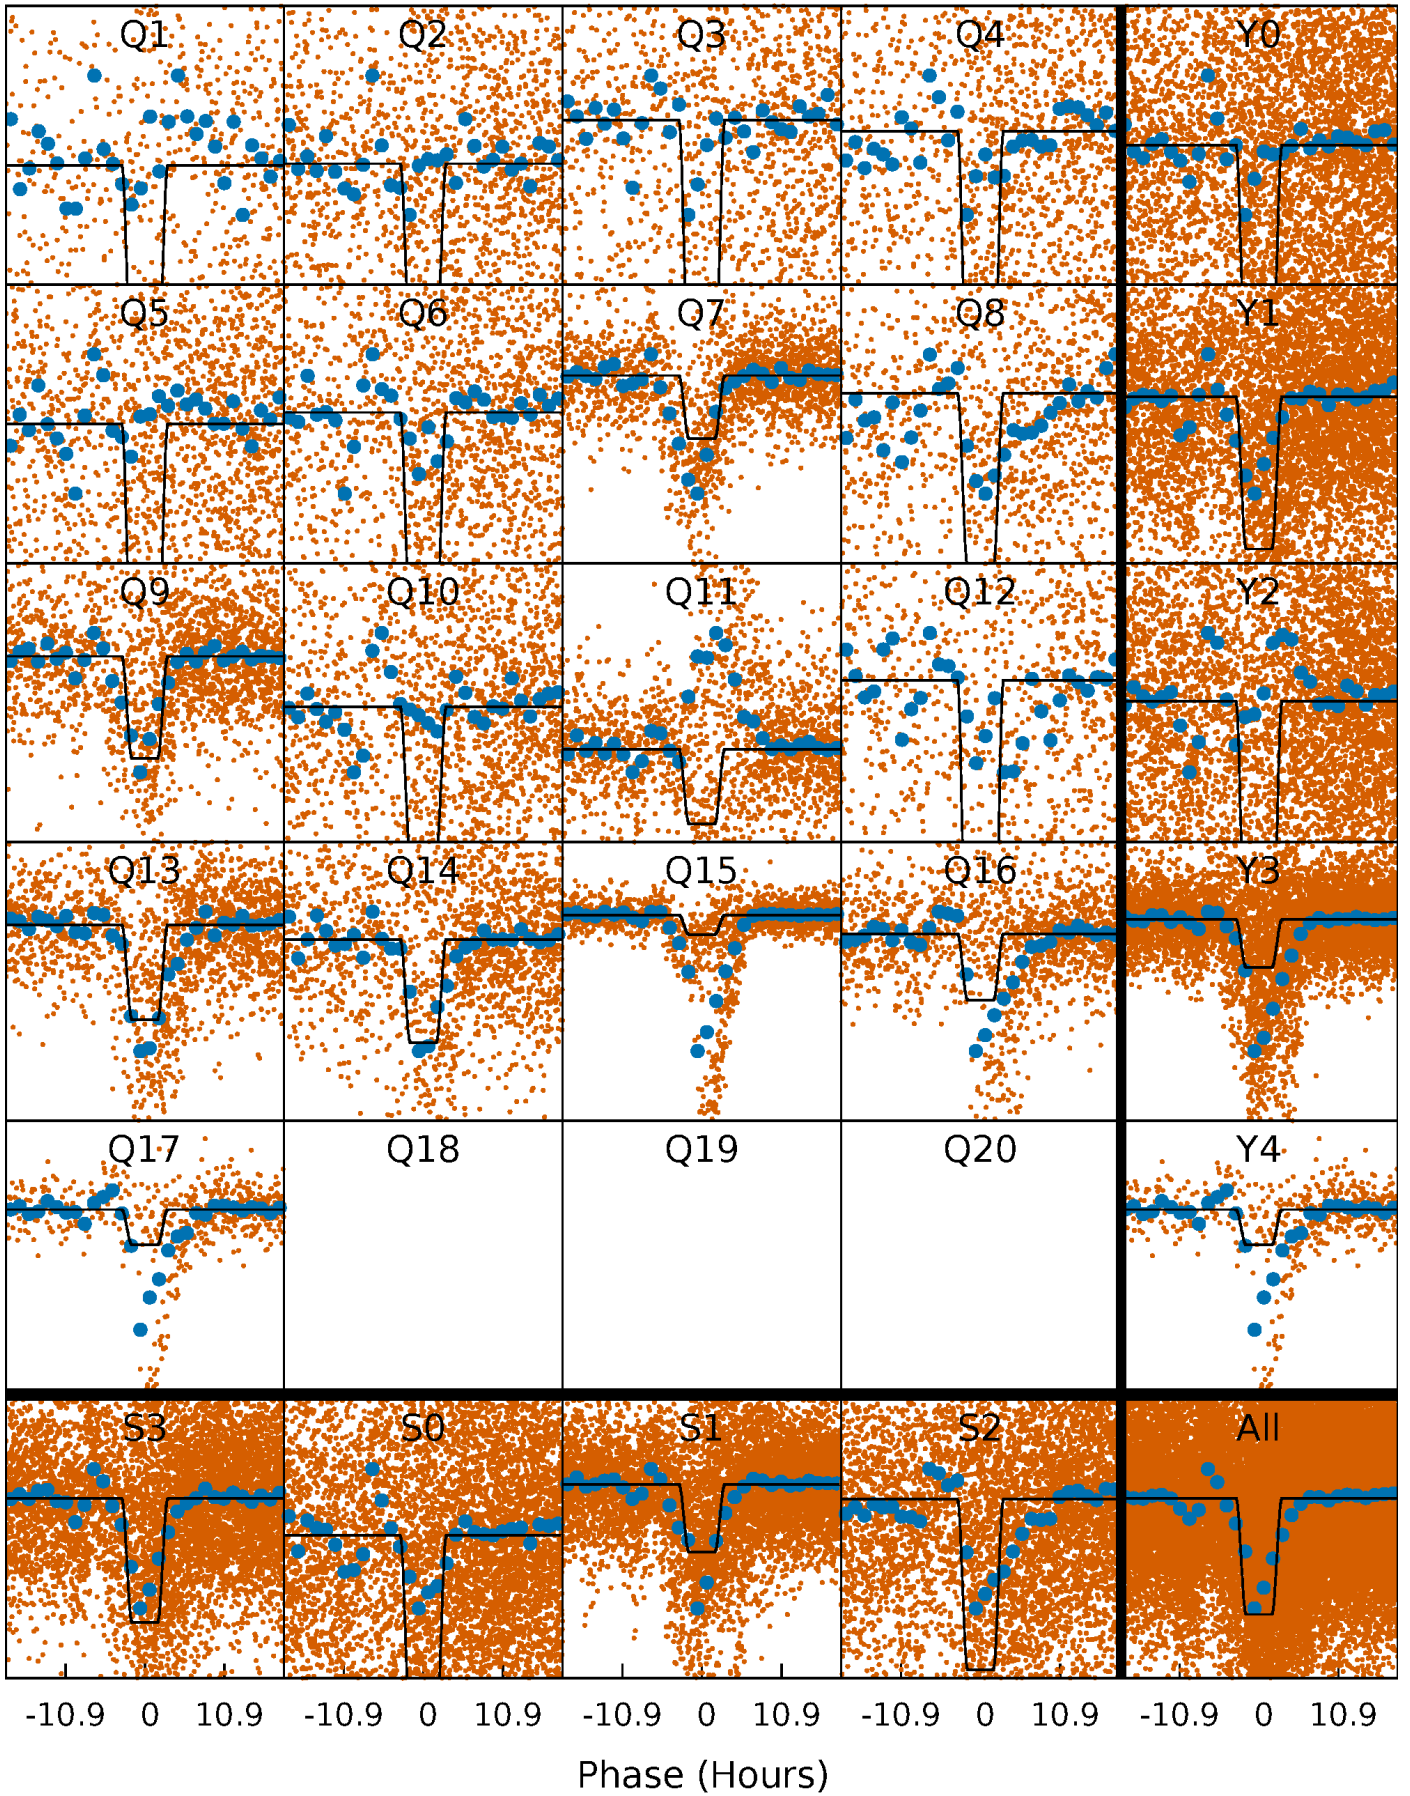 Q1 Q2 Q3 Q4 Y0
Q5 Q6 Q7 Q8 Y1
Q9 Q10 Q11 Q12 Y2
Q13 Q14 Q15 Q16 Y3
Q17 Q18 Q19 Q20 Y4
S3 S0 S1 S2 All
-10.9 0 10.9 -10.9 0 10.9 -10.9 0 10.9 -10.9 0 10.9 -10.9 0 10.9
Phase (Hours)